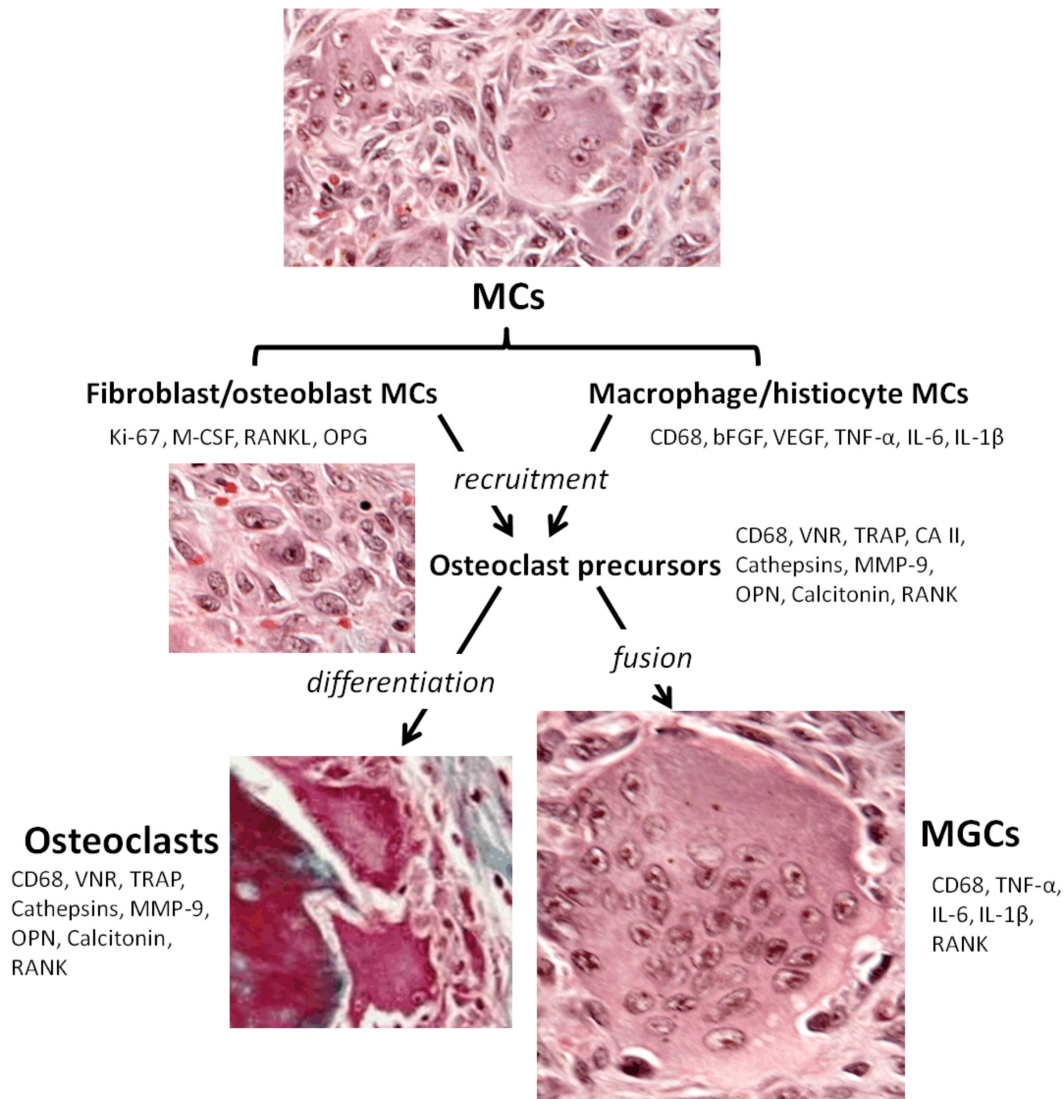 MCs
Fibroblast/osteoblast MCs
Ki-67, M-CSF, RANKL, OPG
Macrophage/histiocyte MCs
CD68, bFGF, VEGF, TNF-α, IL-6, IL-1β
recruitment
Osteoclast precursors
CD68, VNR, TRAP, CA II,
Cathepsins, MMP-9,
OPN, Calcitonin, RANK
differentiation
fusion
Osteoclasts
CD68, VNR, TRAP,
Cathepsins, MMP-9,
OPN, Calcitonin,
RANK
MGCs
CD68, TNF-α,
IL-6, IL-1β,
RANK